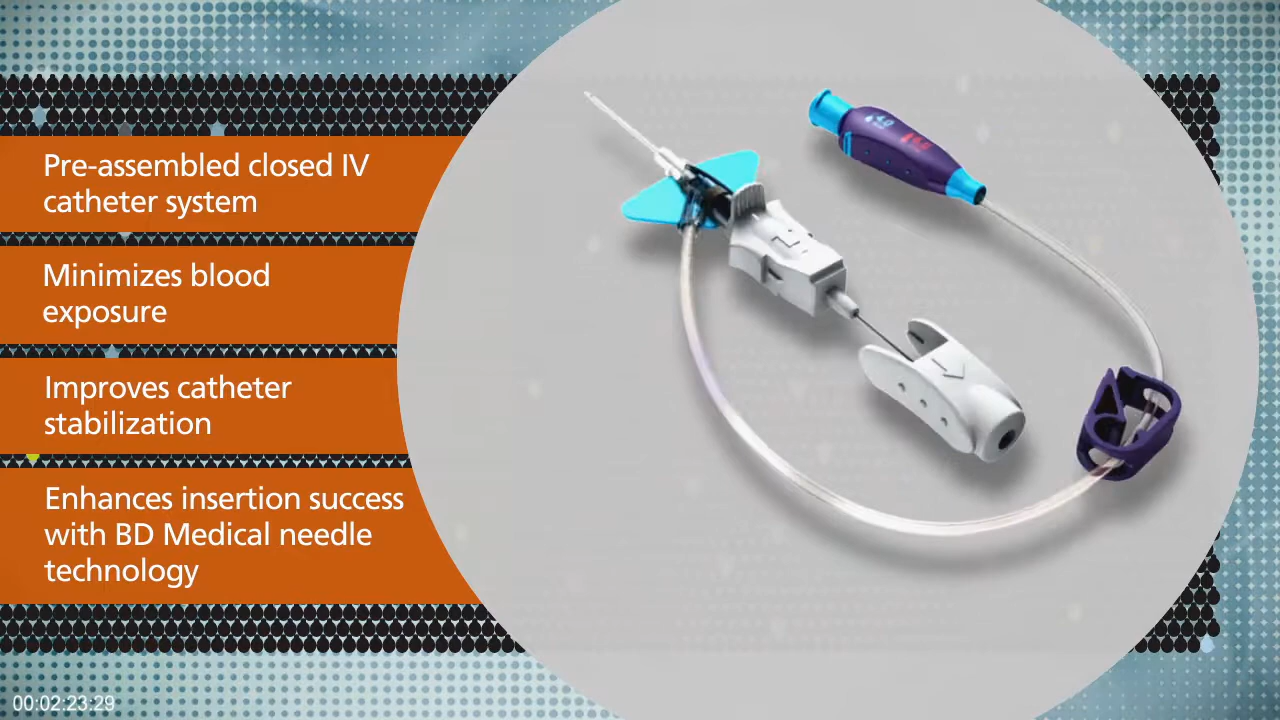 Pre-assembled closed IV
catheter system
Minimizes blood
exposure
Improves catheter
stabilization
Enhances insertion success
with BD Medical needle
technology
00:02:23:29